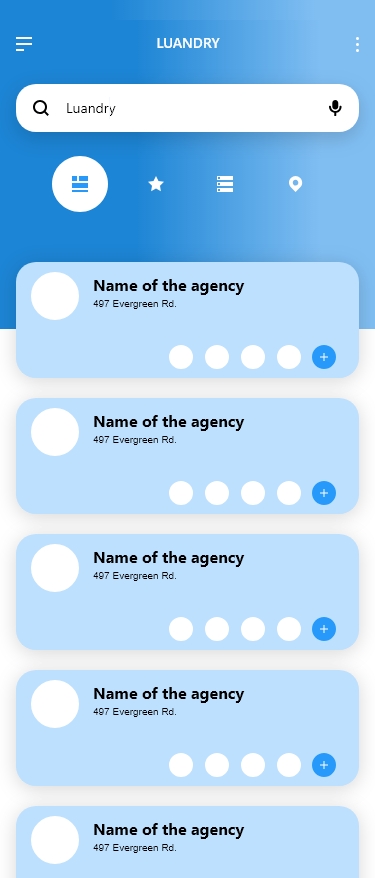 LUANDRY
Luandry
Name of the agency
497 Evergreen Rd.
+
Name of the agency
497 Evergreen Rd.
+
Name of the agency
497 Evergreen Rd.
+
Name of the agency
497 Evergreen Rd.
+
Name of the agency
497 Evergreen Rd.